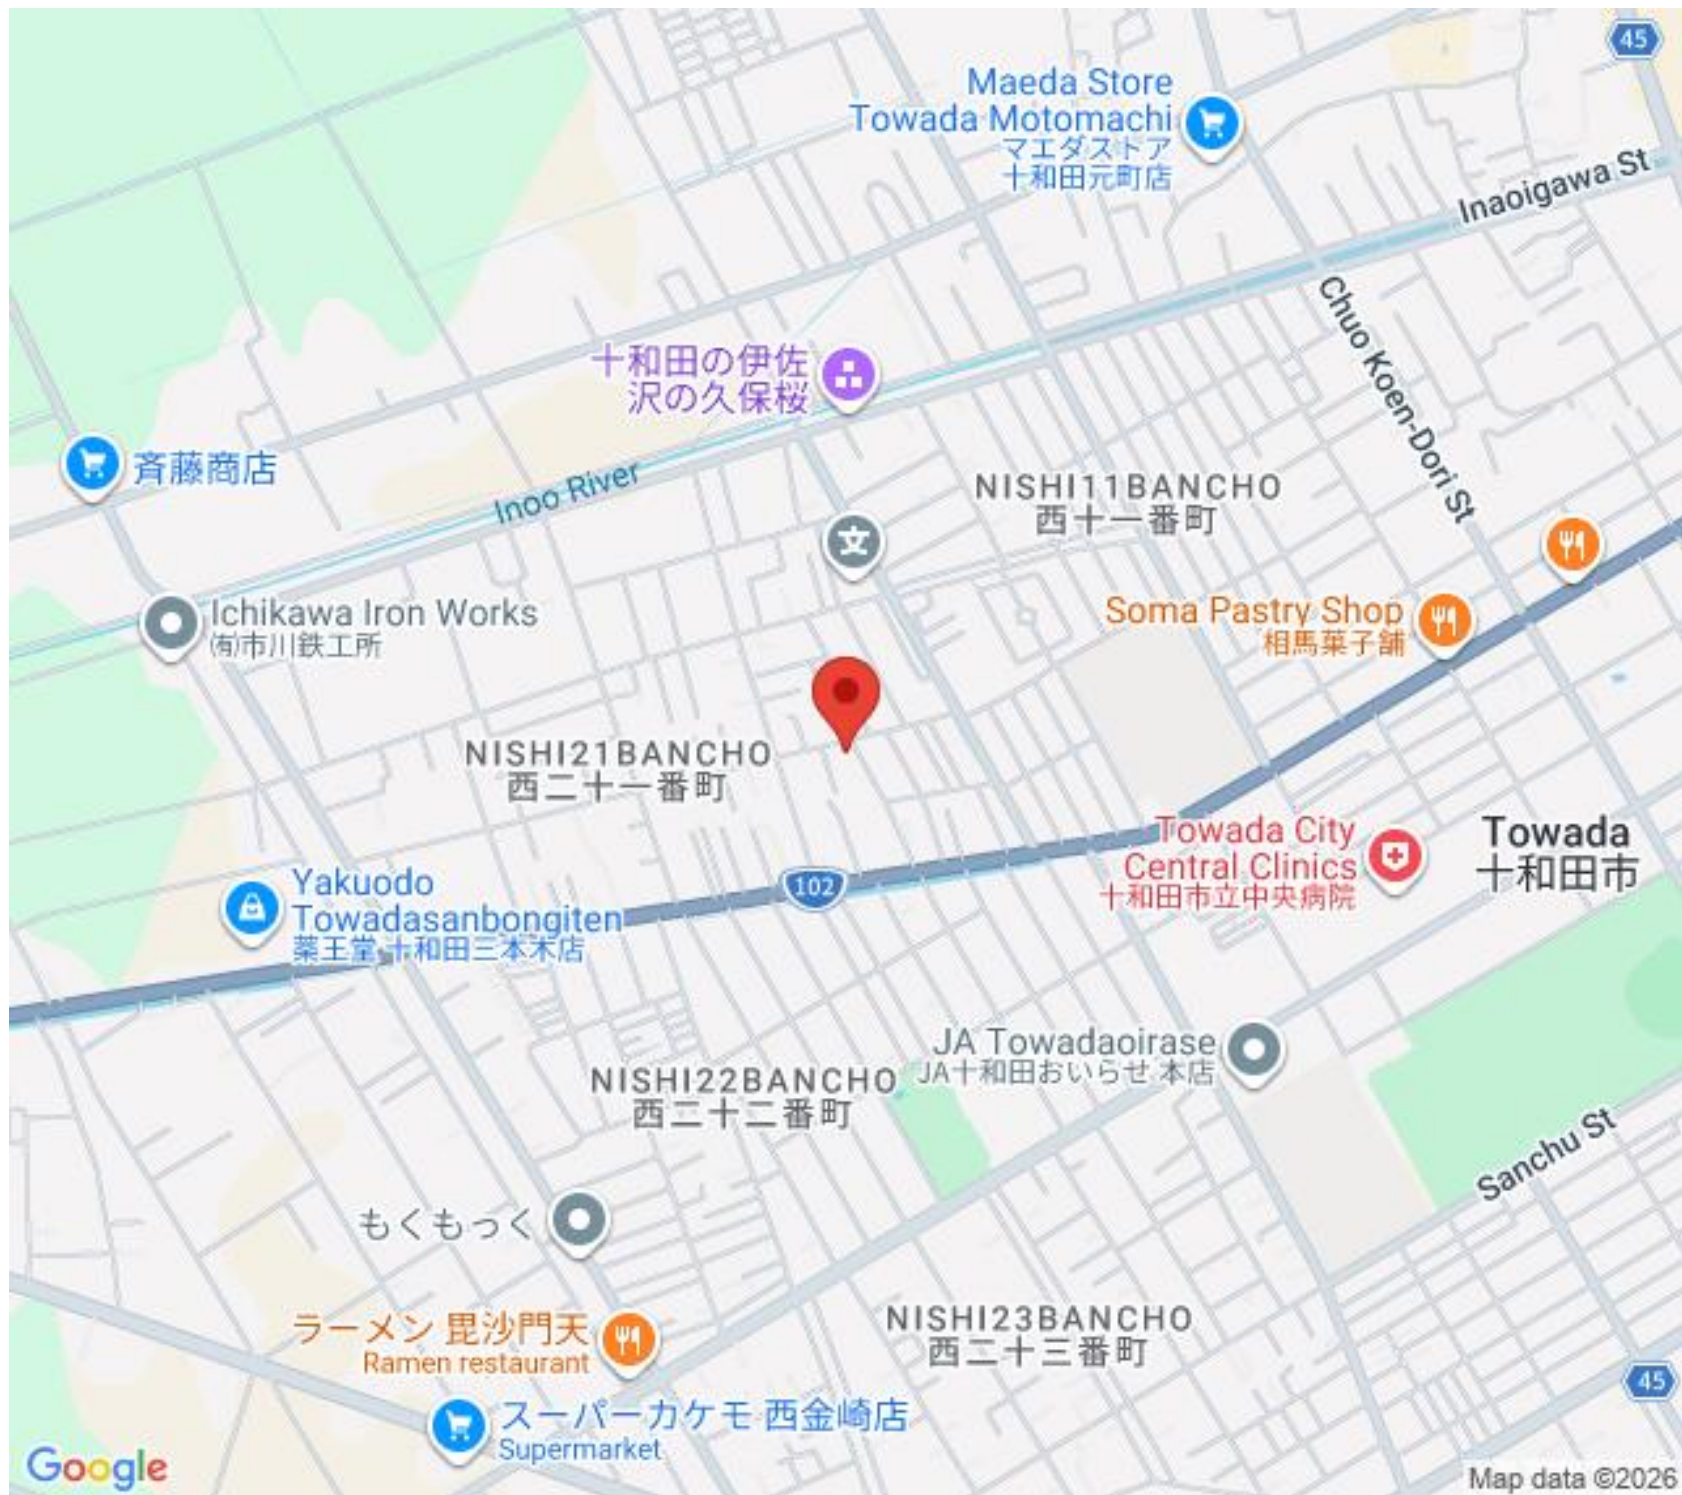 45
Maeda Store
Towada Motomachi
マエダストア
十和田元町店
Inaoigawa St
Chuo Koen-Dori St
十和田の伊佐
沢の久保桜
斉藤商店
Inoo River
NISHI11BANCHO
西十一番町
文
Ichikawa Iron Works
㈲市川鉄工所
Soma Pastry Shop
相馬菓子舗
NISHI21BANCHO
西二十一番町
Towada City
Central Clinics
十和田市立中央病院
Towada
十和田市
102
Yakuodo
Towadasanbongiten
薬王堂 十和田三本木店
JA Towadaoirase
JA十和田おいらせ 本店
NISHI22BANCHO
西二十二番町
Sanchu St
もくもっく
ラーメン 毘沙門天
Ramen restaurant
NISHI23BANCHO
西二十三番町
45
スーパーカケモ 西金崎店
Supermarket
Google
Map data ©2026